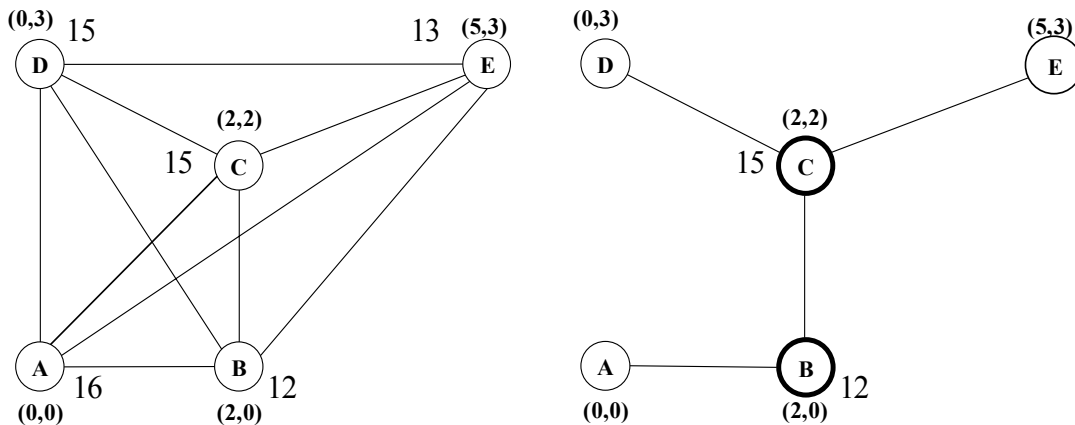 (0,3)
15
13
(5,3)
D
E
(2,2)
15
C
A
16
B
12
(0,0)
(2,0)
(0,3)
(5,3)
D
E
(2,2)
15
C
A
B
12
(0,0)
(2,0)